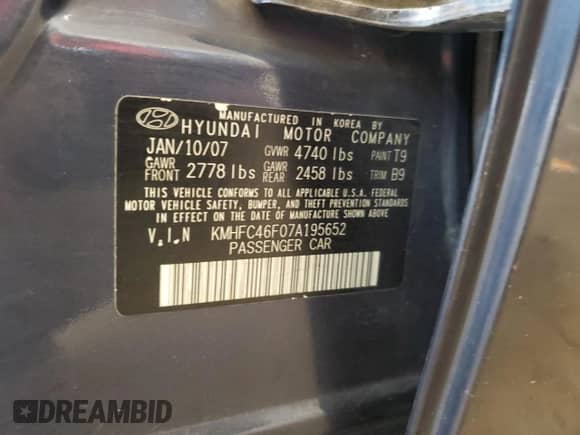 MANUFACTURED IN KOREA BY
HYUNDAI MOTOR COMPANY
JAN/10/07 GVWR 4740 lbs PAINT T9
GAWR FRONT 2778 lbs GAWR REAR 2458 lbs TRIM B9
THIS VEHICLE CONFORMS TO ALL APPLICABLE U.S.A. FEDERAL
MOTOR VEHICLE SAFETY, BUMPER, AND THEFT PREVENTION STANDARDS
IN EFFECT ON THE DATE OF MANUFACTURE SHOWN ABOVE.
V.I.N KMHFC46F07A195652
PASSENGER CAR
DREAMBID